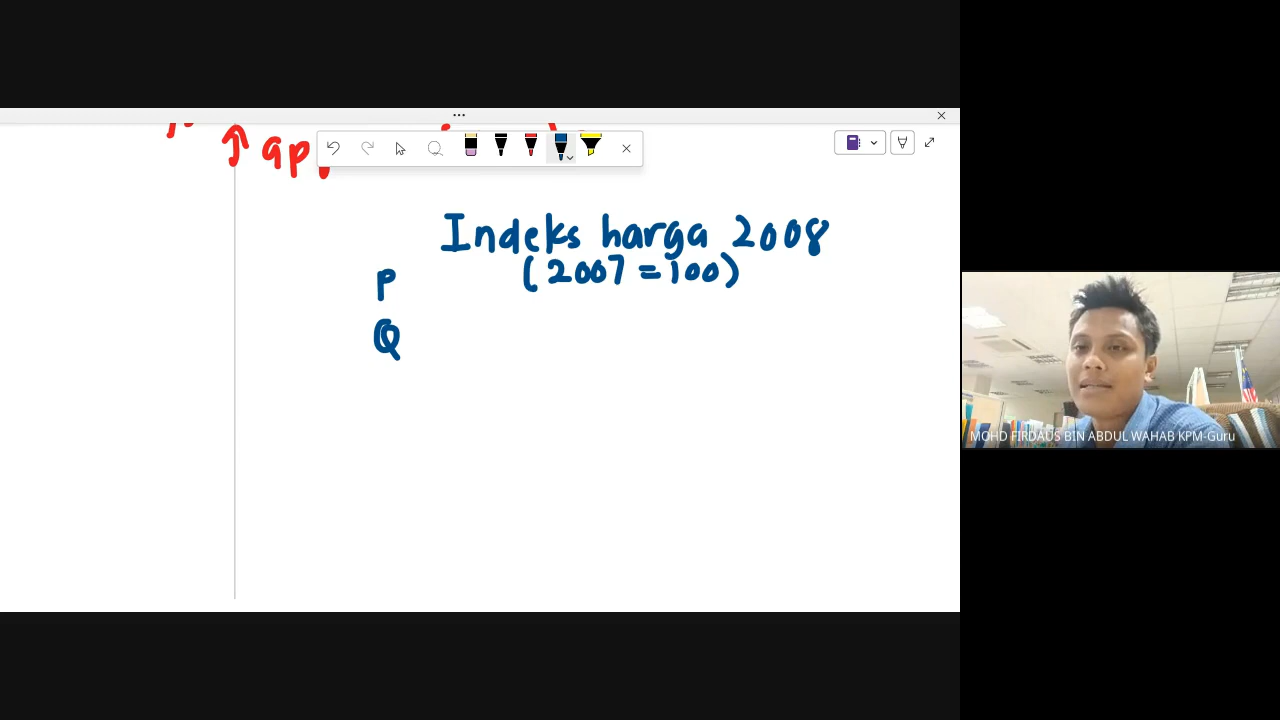 Indeks harga 2008
(2007 = 100)
P
Q
MOHD FIRDAUS BIN ABDUL WAHAB KPM-Guru